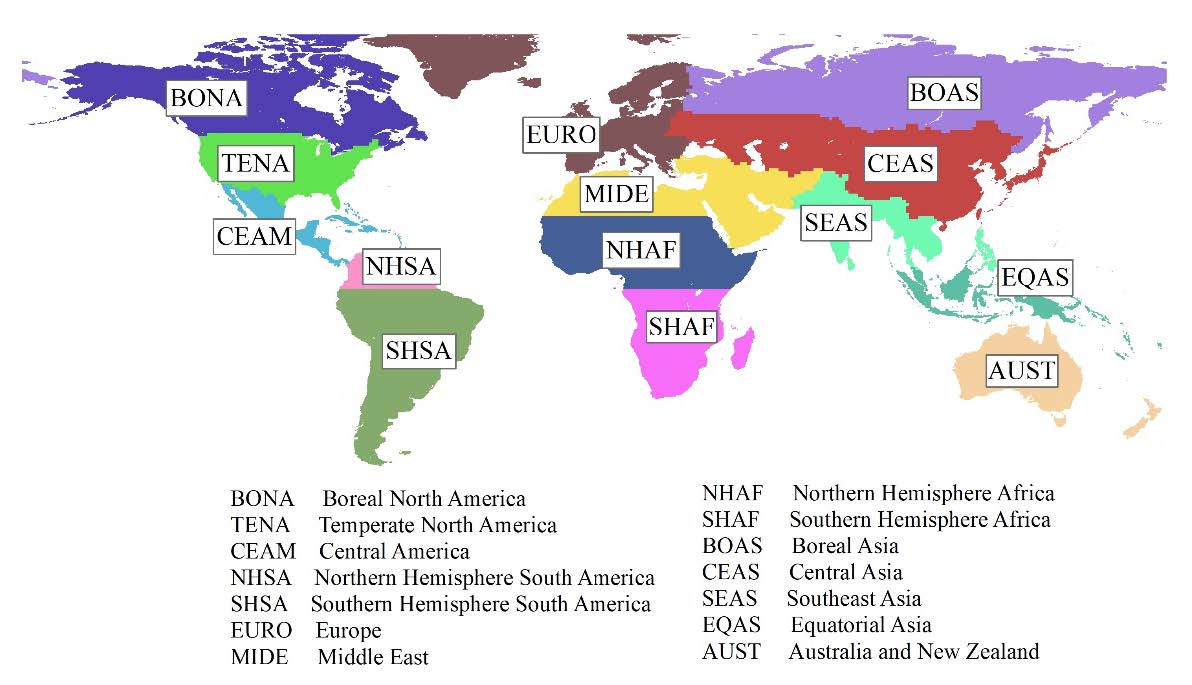 BONA
BOAS
EURO
TENA
CEAS
MIDE
SEAS
CEAM
NHAF
NHSA
EQAS
SHAF
SHSA
AUST
BONA Boreal North America
TENA Temperate North America
CEAM Central America
NHSA Northern Hemisphere South America
SHSA Southern Hemisphere South America
EURO Europe
MIDE Middle East
NHAF Northern Hemisphere Africa
SHAF Southern Hemisphere Africa
BOAS Boreal Asia
CEAS Central Asia
SEAS Southeast Asia
EQAS Equatorial Asia
AUST Australia and New Zealand